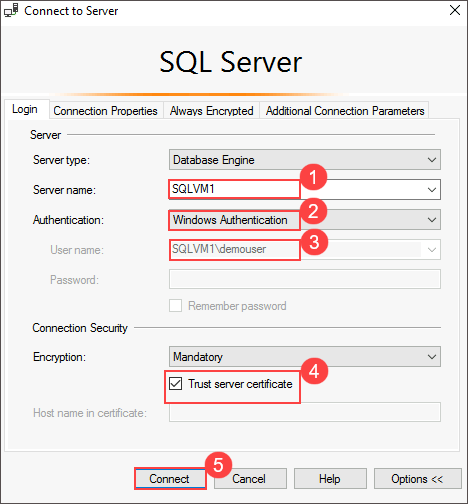 Connect to Server
SQL Server
Login Connection Properties Always Encrypted Additional Connection Parameters
Server
Server type: Database Engine
Server name: SQLVM1 1
Authentication: Windows Authentication 2
User name: SQLVM1\demouser 3
Password:
Remember password
Connection Security
Encryption: Mandatory
Trust server certificate 4
Host name in certificate:
Connect 5 Cancel Help Options <<